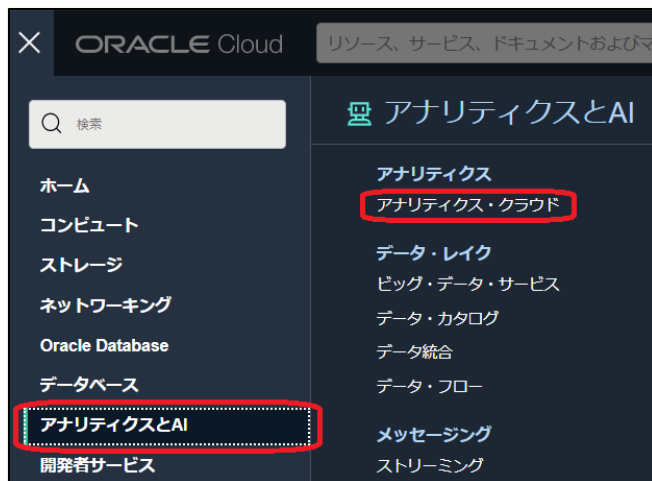 ORACLE Cloud
リソース、サービス、ドキュメントおよびマ
検索
ホーム
コンピュート
ストレージ
ネットワーキング
Oracle Database
データベース
アナリティクスとAI
開発者サービス
アナリティクスとAI
アナリティクス
アナリティクス・クラウド
データ・レイク
ビッグ・データ・サービス
データ・カタログ
データ統合
データ・フロー
メッセージング
ストリーミング